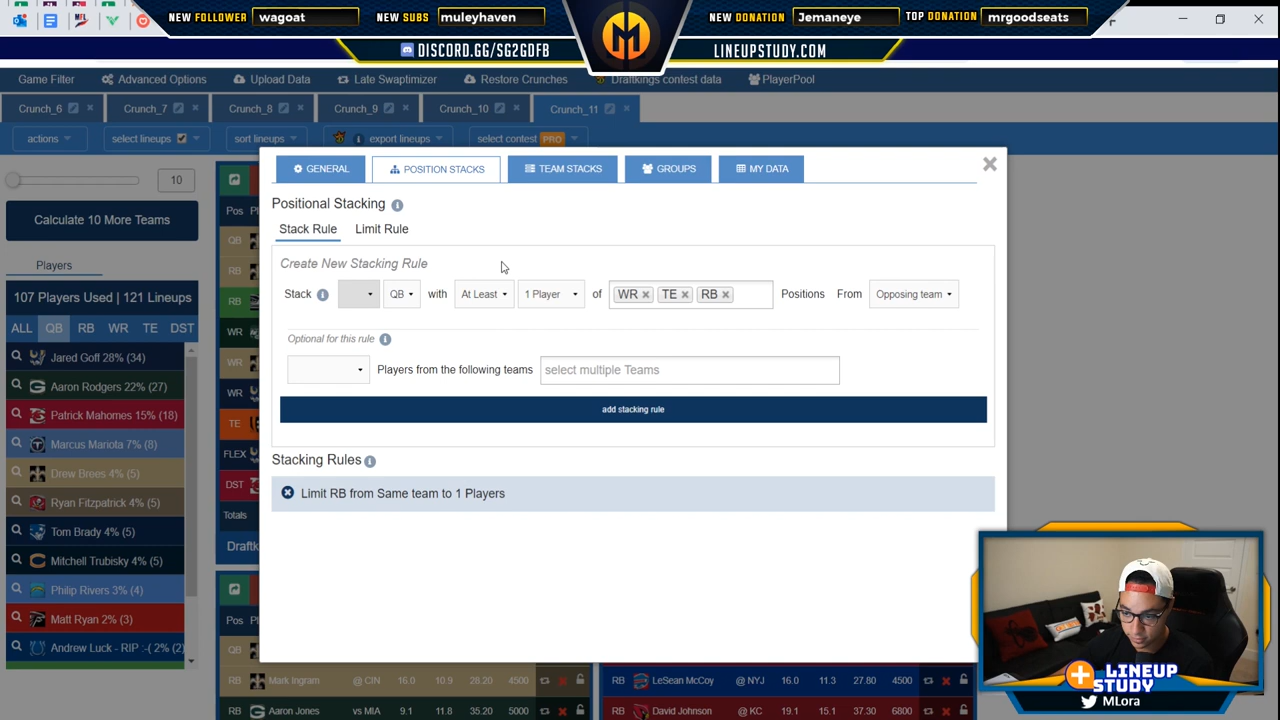 NEW FOLLOWER wagoat NEW SUBS muleyhaven NEW DONATION Jemaneye TOP DONATION mrgoodseats
DISCORD.GG/SG2GDFB LINEUPSTUDY.COM
Game Filter Advanced Options Upload Data Late Swaptimizer Restore Crunches Draftkings contest data PlayerPool
Crunch_6 Crunch_7 Crunch_8 Crunch_9 Crunch_10 Crunch_11
actions select lineups sort lineups export lineups select contest PRO
10
Calculate 10 More Teams
Players
107 Players Used | 121 Lineups
ALL QB RB WR TE DST
Jared Goff 28% (34)
Aaron Rodgers 22% (27)
Patrick Mahomes 15% (18)
Marcus Mariota 7% (8)
Drew Brees 4% (5)
Ryan Fitzpatrick 4% (5)
Tom Brady 4% (5)
Mitchell Trubisky 4% (5)
Philip Rivers 3% (4)
Matt Ryan 2% (3)
Andrew Luck - RIP :-( 2% (2)
Pos Pl
QB
RB
RB
WR
WR
WR
TE
FLEX
DST
Totals
Draftk
GENERAL POSITION STACKS TEAM STACKS GROUPS MY DATA
Positional Stacking
Stack Rule Limit Rule
Create New Stacking Rule
Stack QB with At Least 1 Player of WR TE RB Positions From Opposing team
Optional for this rule
Players from the following teams select multiple Teams
add stacking rule
Stacking Rules
Limit RB from Same team to 1 Players
Pos Pl
QB
RB Mark Ingram @ CIN 16.0 10.9 28.20 4500
RB Aaron Jones vs MIA 9.1 11.8 35.20 5000
RB LeSean McCoy @ NYJ 16.0 11.3 27.80 4500
RB David Johnson @ KC 19.1 15.1 37.30 6800
LINEUP
STUDY
MLora